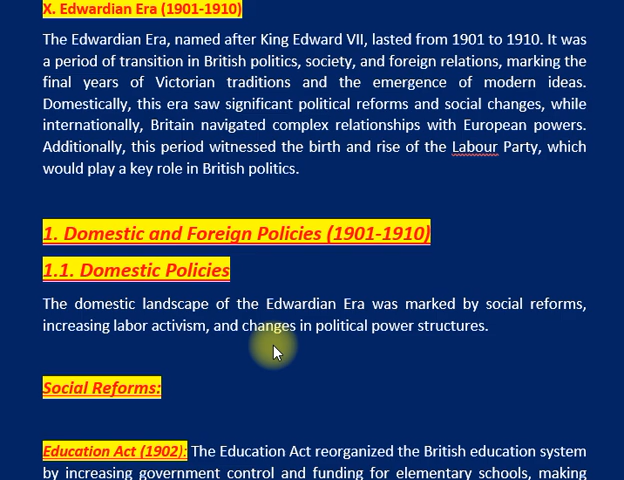 X. Edwardian Era (1901-1910)
The Edwardian Era, named after King Edward VII, lasted from 1901 to 1910. It was
a period of transition in British politics, society, and foreign relations, marking the
final years of Victorian traditions and the emergence of modern ideas.
Domestically, this era saw significant political reforms and social changes, while
internationally, Britain navigated complex relationships with European powers.
Additionally, this period witnessed the birth and rise of the Labour Party, which
would play a key role in British politics.
1. Domestic and Foreign Policies (1901-1910)
1.1. Domestic Policies
The domestic landscape of the Edwardian Era was marked by social reforms,
increasing labor activism, and changes in political power structures.
Social Reforms:
Education Act (1902): The Education Act reorganized the British education system
by increasing government control and funding for elementary schools, making